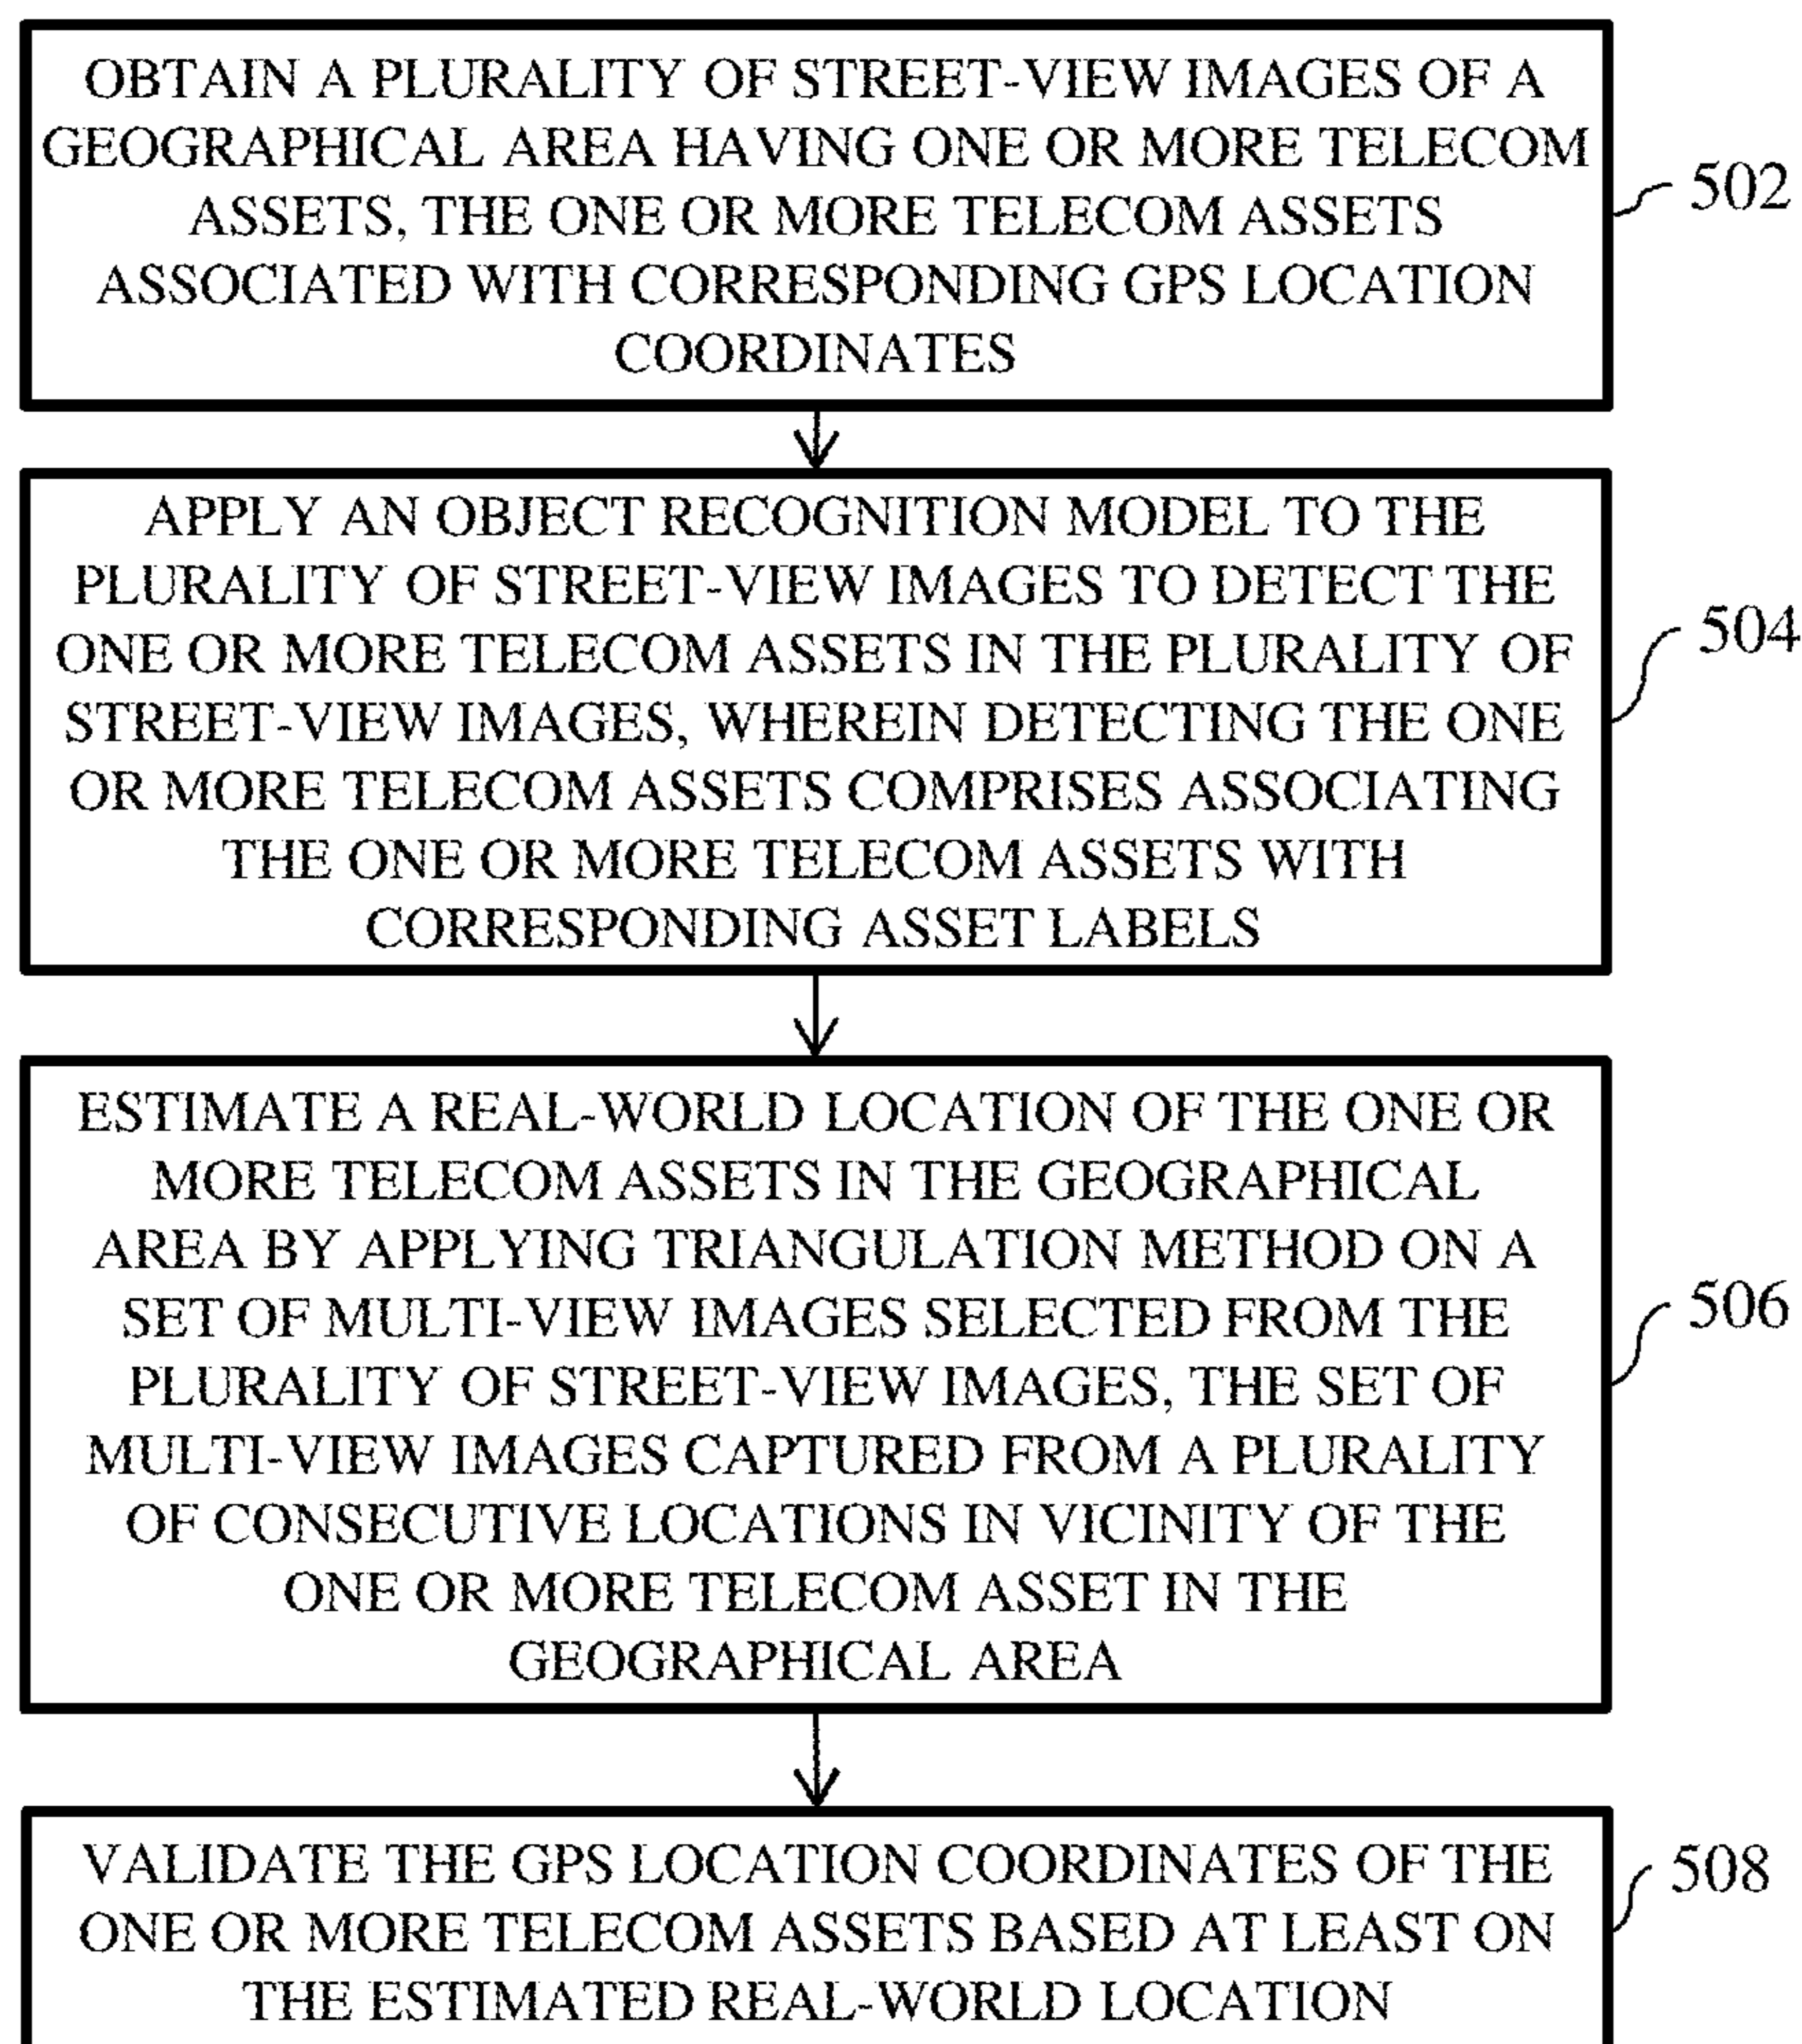 OBTAIN A PLURALITY OF STREET-VIEW IMAGES OF A
GEOGRAPHICAL AREA HAVING ONE OR MORE TELECOM
ASSETS, THE ONE OR MORE TELECOM ASSETS
ASSOCIATED WITH CORRESPONDING GPS LOCATION
COORDINATES
502
APPLY AN OBJECT RECOGNITION MODEL TO THE
PLURALITY OF STREET-VIEW IMAGES TO DETECT THE
ONE OR MORE TELECOM ASSETS IN THE PLURALITY OF
STREET-VIEW IMAGES, WHEREIN DETECTING THE ONE
OR MORE TELECOM ASSETS COMPRISES ASSOCIATING
THE ONE OR MORE TELECOM ASSETS WITH
CORRESPONDING ASSET LABELS
504
ESTIMATE A REAL-WORLD LOCATION OF THE ONE OR
MORE TELECOM ASSETS IN THE GEOGRAPHICAL
AREA BY APPLYING TRIANGULATION METHOD ON A
SET OF MULTI-VIEW IMAGES SELECTED FROM THE
PLURALITY OF STREET-VIEW IMAGES, THE SET OF
MULTI-VIEW IMAGES CAPTURED FROM A PLURALITY
OF CONSECUTIVE LOCATIONS IN VICINITY OF THE
ONE OR MORE TELECOM ASSET IN THE
GEOGRAPHICAL AREA
506
VALIDATE THE GPS LOCATION COORDINATES OF THE
ONE OR MORE TELECOM ASSETS BASED AT LEAST ON
THE ESTIMATED REAL-WORLD LOCATION
508